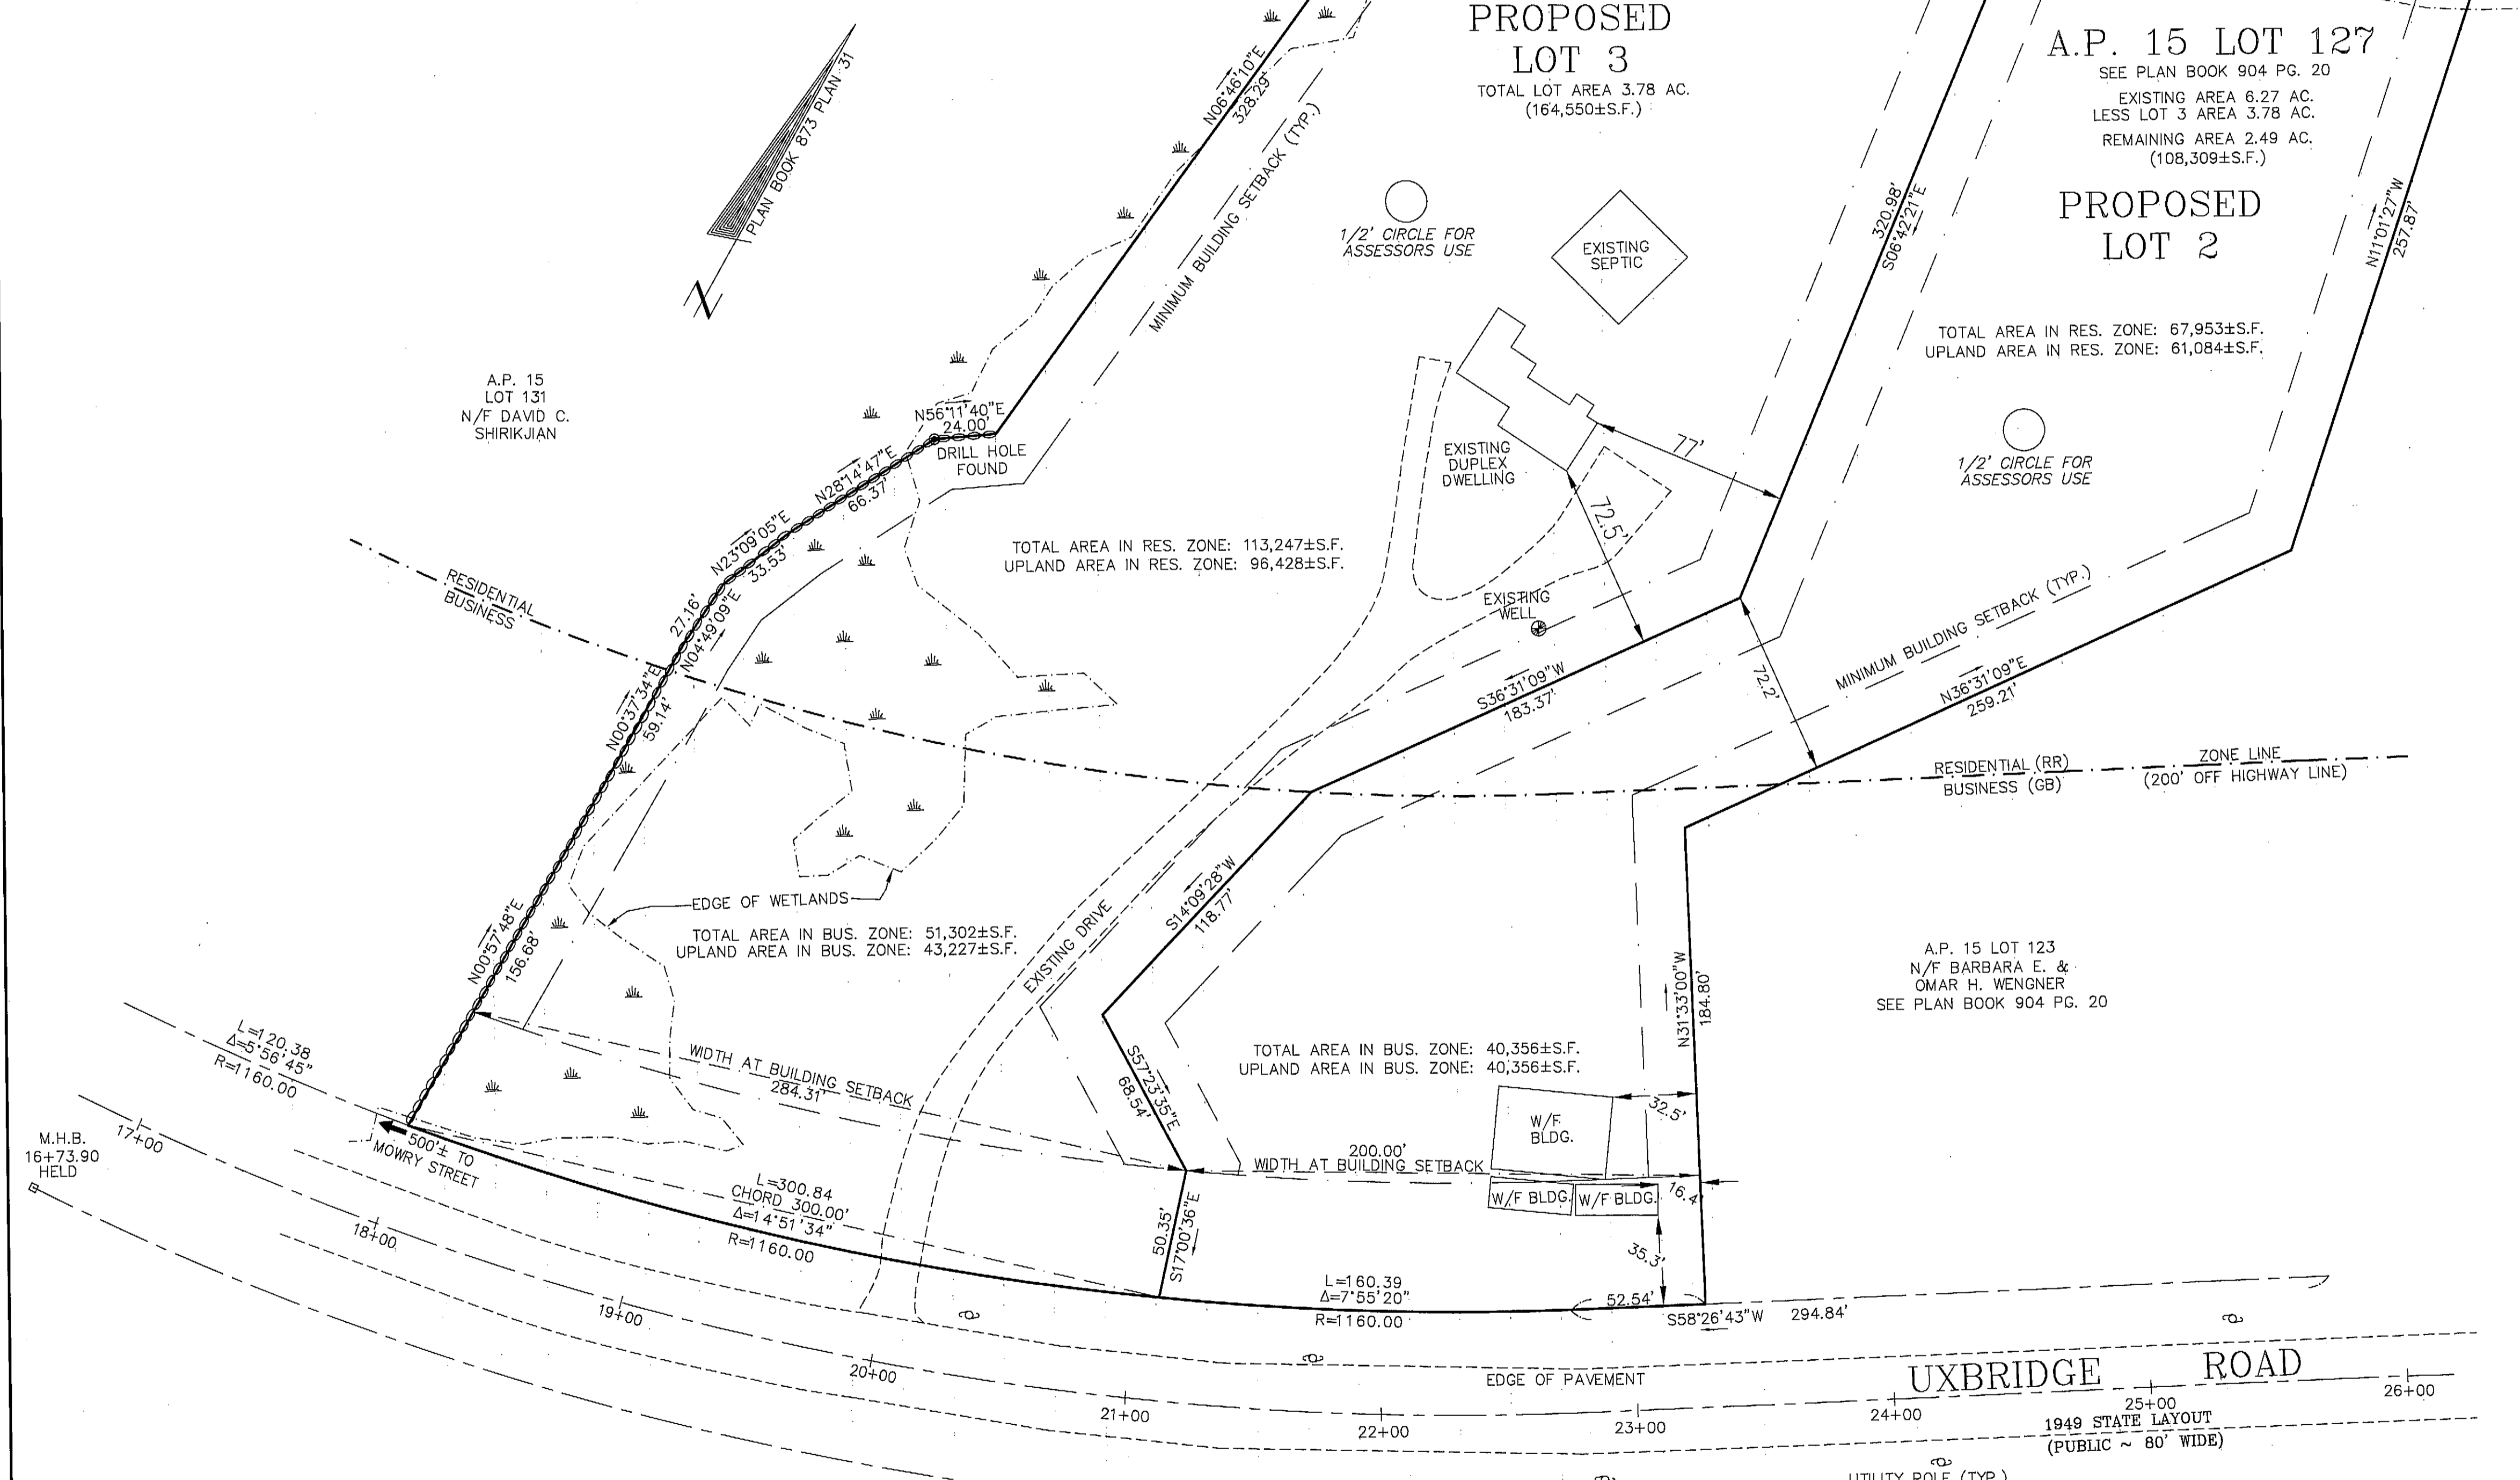 PROPOSED
LOT 3
TOTAL LOT AREA 3.78 AC.
(164,550±S.F.)
A.P. 15 LOT 127
SEE PLAN BOOK 904 PG. 20
EXISTING AREA 6.27 AC.
LESS LOT 3 AREA 3.78 AC.
REMAINING AREA 2.49 AC.
(108,309±S.F.)
PROPOSED
LOT 2
PLAN BOOK 873 PLAN 31
N
N06°46'10"E
328.29'
MINIMUM BUILDING SETBACK (TYP.)
1/2' CIRCLE FOR
ASSESSORS USE
EXISTING
SEPTIC
320.98'
S06°42'21"E
N11°01'27"W
257.87'
TOTAL AREA IN RES. ZONE: 67,953±S.F.
UPLAND AREA IN RES. ZONE: 61,084±S.F.
A.P. 15
LOT 131
N/F DAVID C.
SHIRIKJIAN
N56°11'40"E
24.00'
DRILL HOLE
FOUND
N28°14'47"E
66.37'
N23°09'05"E
33.53'
EXISTING
DUPLEX
DWELLING
77'
72.5'
1/2' CIRCLE FOR
ASSESSORS USE
TOTAL AREA IN RES. ZONE: 113,247±S.F.
UPLAND AREA IN RES. ZONE: 96,428±S.F.
RESIDENTIAL
BUSINESS
27.16'
N04°49'09"E
EXISTING
WELL
MINIMUM BUILDING SETBACK (TYP.)
N00°37'34"E
59.14'
S36°31'09"W
183.37'
72.2'
N36°31'09"E
259.21'
RESIDENTIAL (RR)
BUSINESS (GB)
ZONE LINE
(200' OFF HIGHWAY LINE)
S14°09'28"W
118.77'
EDGE OF WETLANDS
EXISTING DRIVE
N00°57'48"E
156.68'
TOTAL AREA IN BUS. ZONE: 51,302±S.F.
UPLAND AREA IN BUS. ZONE: 43,227±S.F.
A.P. 15 LOT 123
N/F BARBARA E. &
OMAR H. WENGNER
SEE PLAN BOOK 904 PG. 20
N31°33'00"W
184.80'
L=120.38
Δ=5°56'45"
R=1160.00
WIDTH AT BUILDING SETBACK
284.31'
S57°23'35"E
68.54'
TOTAL AREA IN BUS. ZONE: 40,356±S.F.
UPLAND AREA IN BUS. ZONE: 40,356±S.F.
32.5'
W/F
BLDG.
M.H.B.
16+73.90
HELD
17+00
500'± TO
MOWRY STREET
200.00'
WIDTH AT BUILDING SETBACK
W/F BLDG.
W/F BLDG.
16.4'
L=300.84
CHORD 300.00'
Δ=14°51'34"
R=1160.00
50.35'
S17°00'36"E
35.3'
18+00
L=160.39
Δ=7°55'20"
R=1160.00
52.54'
S58°26'43"W 294.84'
19+00
20+00
EDGE OF PAVEMENT
UXBRIDGE ROAD
21+00
22+00
23+00
24+00
25+00
26+00
1949 STATE LAYOUT
(PUBLIC ~ 80' WIDE)
UTILITY POLE (TYP.)